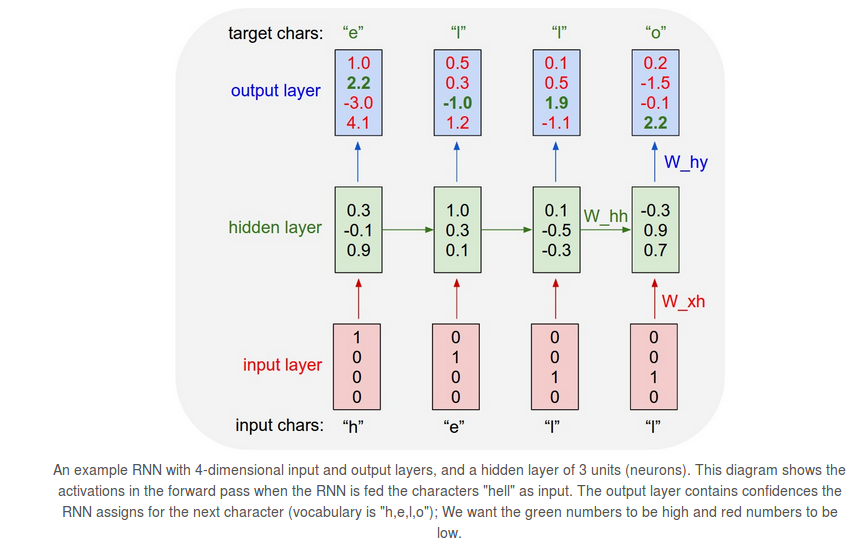 target chars: “e” “l” “l” “o”
output layer
1.0 0.5 0.1 0.2
2.2 0.3 0.5 -1.5
-3.0 -1.0 1.9 -0.1
4.1 1.2 -1.1 2.2
W_hy
hidden layer
0.3 1.0 0.1 -0.3
-0.1 0.3 -0.5 0.9
0.9 0.1 -0.3 0.7
W_hh
W_xh
input layer
1 0 0 0
0 1 0 0
0 0 1 1
0 0 0 0
input chars: “h” “e” “l” “l”
An example RNN with 4-dimensional input and output layers, and a hidden layer of 3 units (neurons). This diagram shows the
activations in the forward pass when the RNN is fed the characters "hell" as input. The output layer contains confidences the
RNN assigns for the next character (vocabulary is "h,e,l,o"); We want the green numbers to be high and red numbers to be
low.